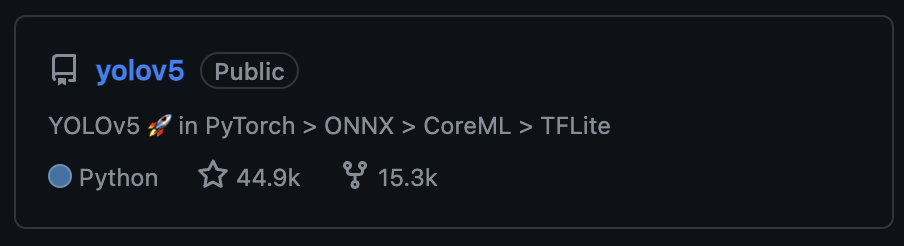 yolov5 Public
YOLOv5 🚀 in PyTorch > ONNX > CoreML > TFLite
Python 44.9k 15.3k